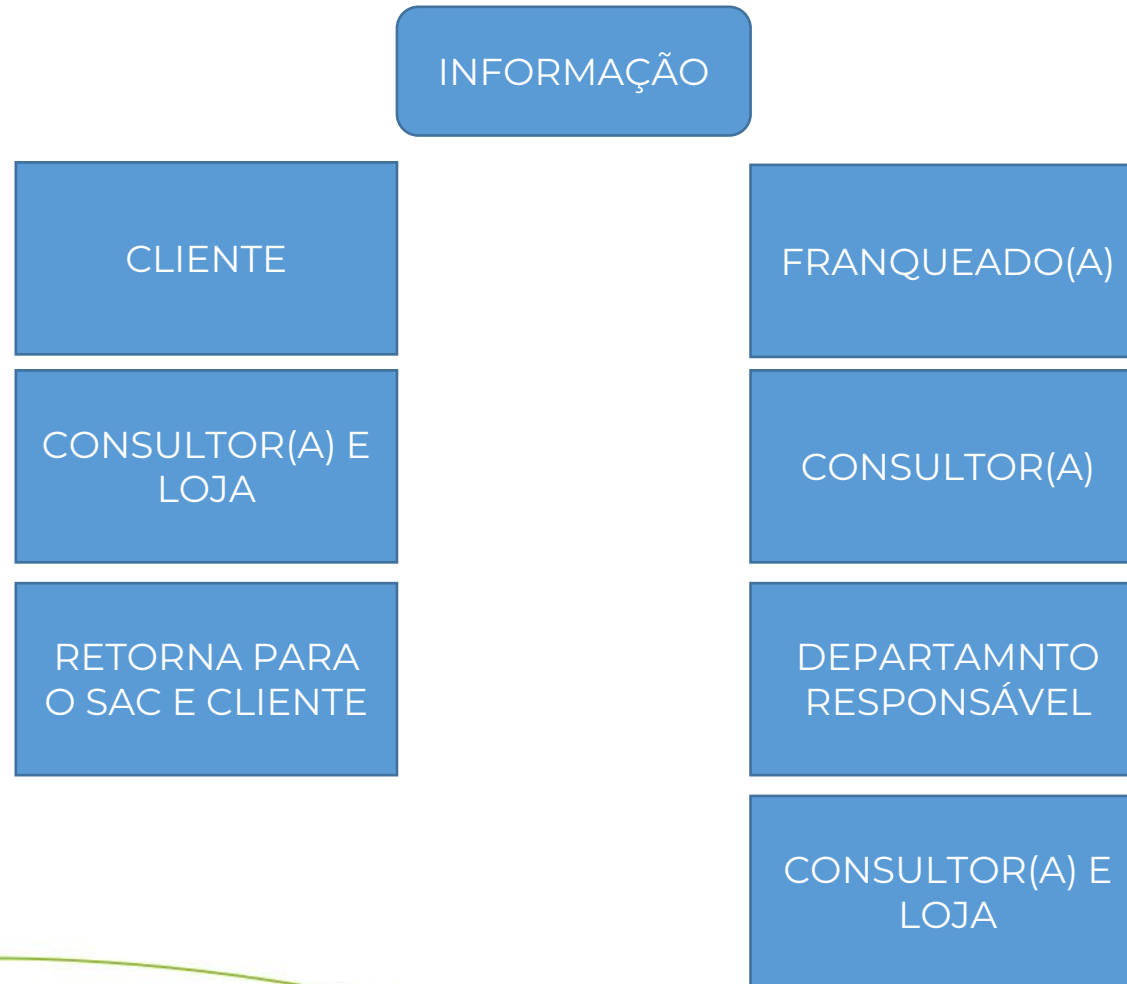 INFORMAÇÃO
CLIENTE
CONSULTOR(A) E
LOJA
RETORNA PARA
O SAC E CLIENTE
FRANQUEADO(A)
CONSULTOR(A)
DEPARTAMNTO
RESPONSÁVEL
CONSULTOR(A) E
LOJA